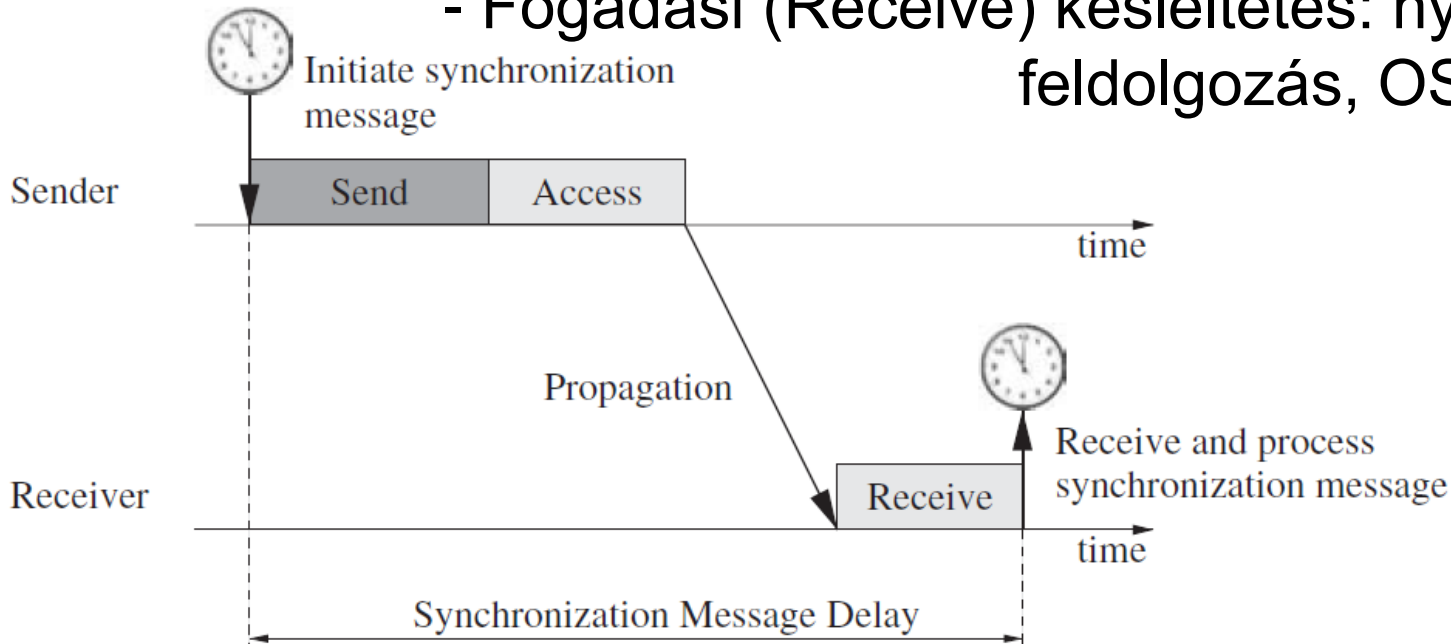 - Fogadási (Receive) késleltetés:
feldolgozás, OS
Initiate synchronization
message
Sender
Send
Access
time
Propagation
Receive and process
synchronization message
Receiver
Receive
time
Synchronization Message Delay